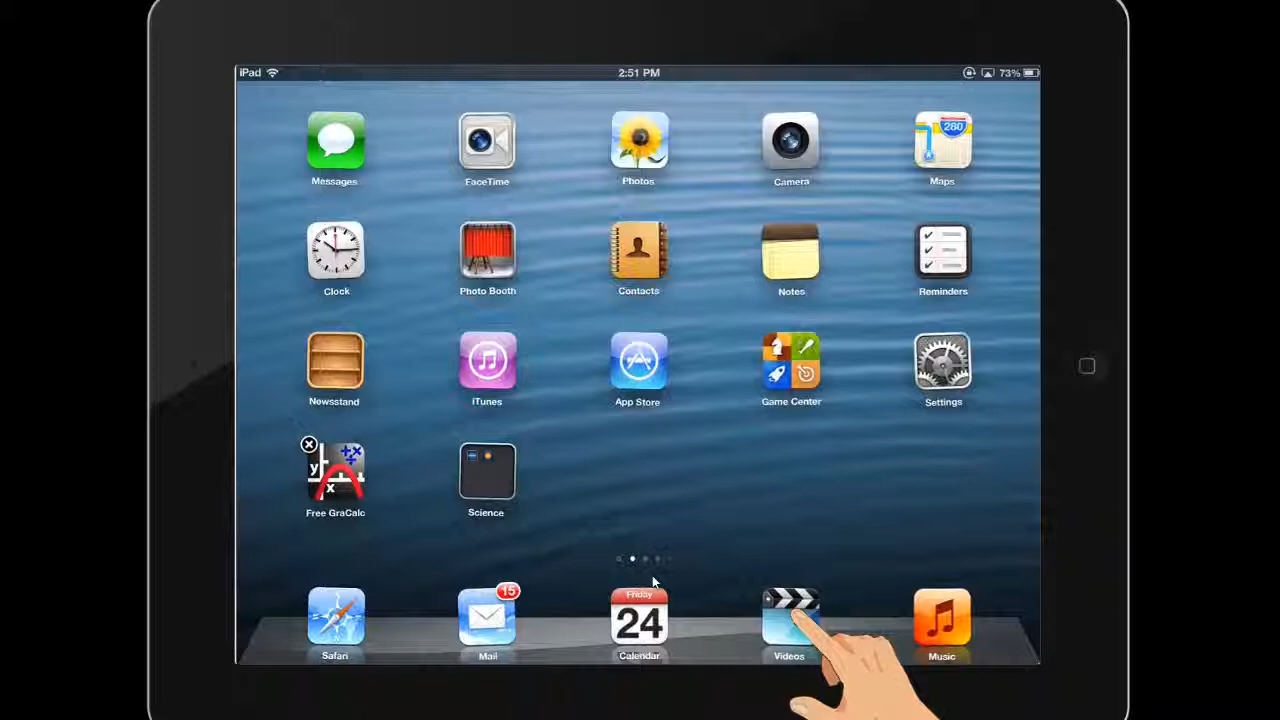 iPad 2:51 PM 73%
280
Messages FaceTime Photos Camera Maps
Clock Photo Booth Contacts Notes Reminders
Newsstand iTunes App Store Game Center Settings
y x
Free GraCalc Science
15
Friday
24
Safari Mail Calendar Videos Music